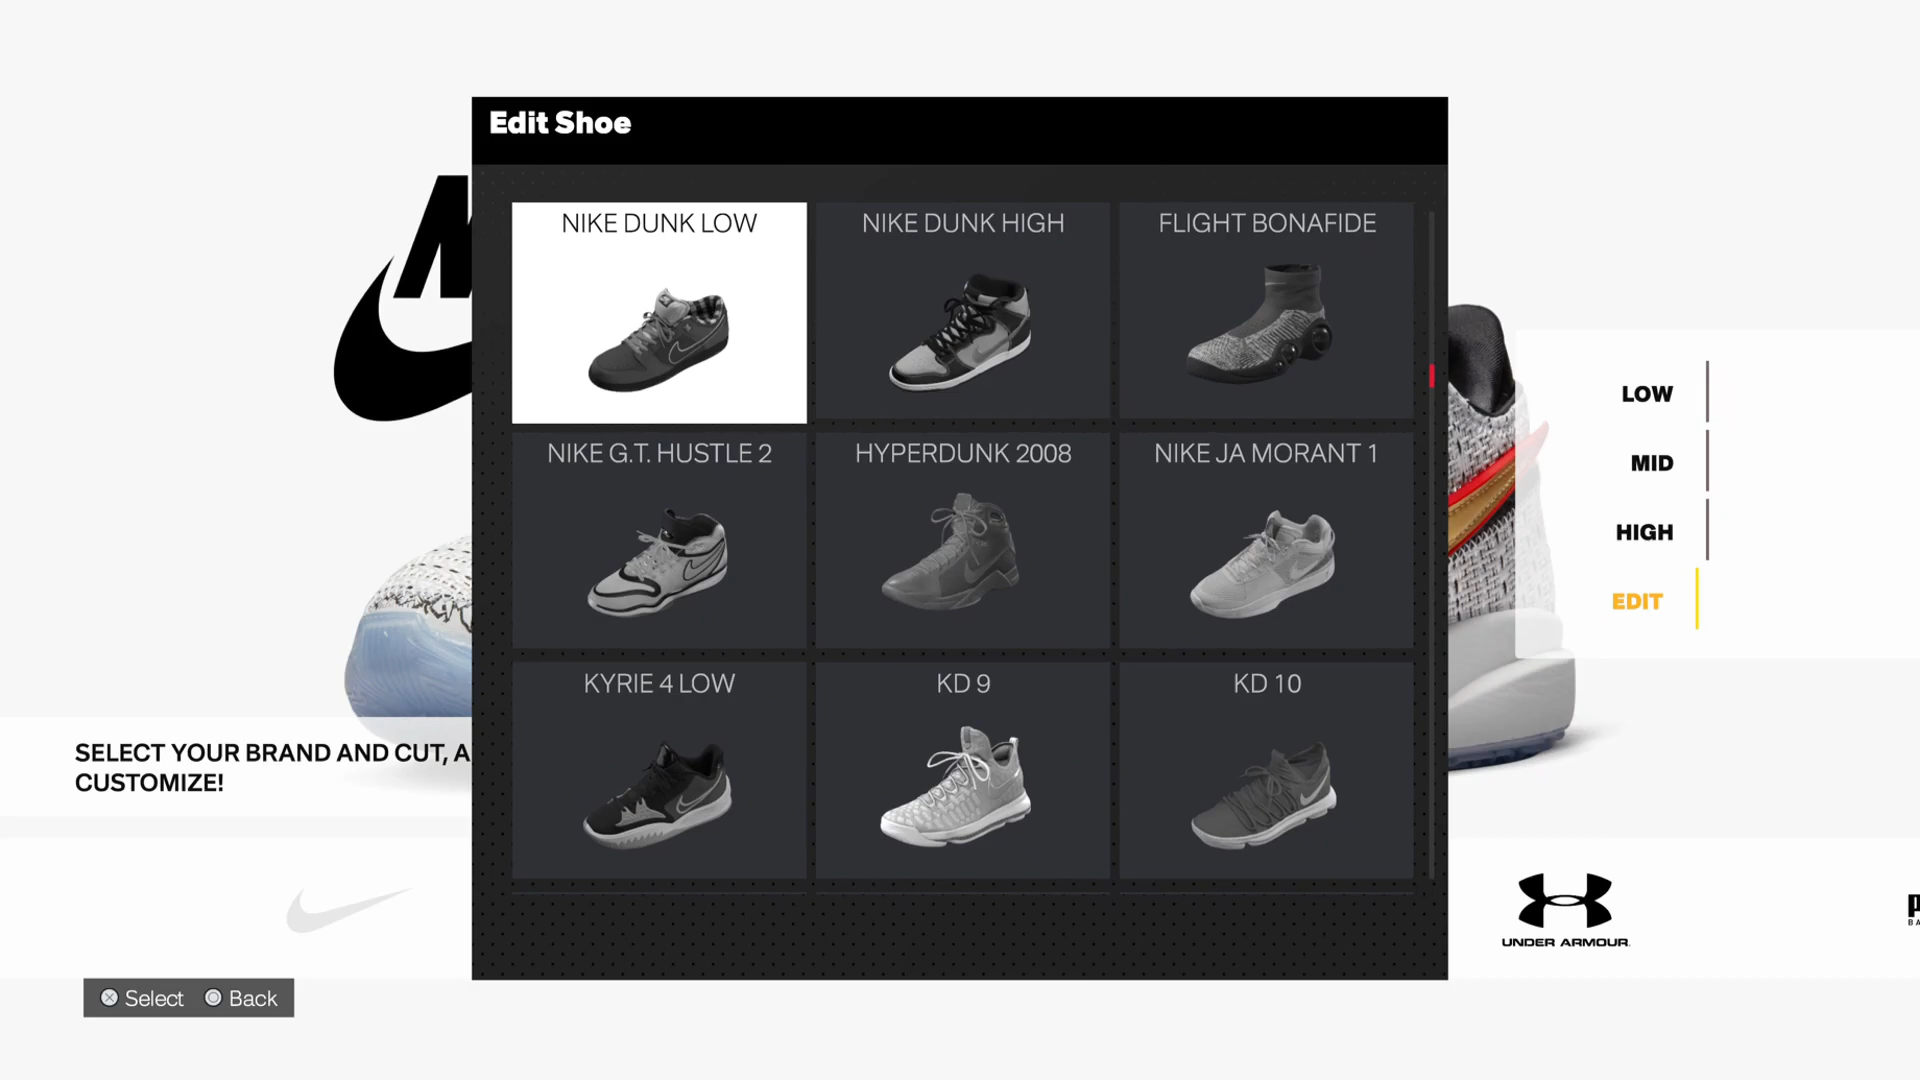 Edit Shoe
NIKE DUNK LOW
NIKE DUNK HIGH
FLIGHT BONAFIDE
NIKE G.T. HUSTLE 2
HYPERDUNK 2008
NIKE JA MORANT 1
KYRIE 4 LOW
KD 9
KD 10
LOW
MID
HIGH
EDIT
SELECT YOUR BRAND AND CUT, A
CUSTOMIZE!
UNDER ARMOUR
Select
Back